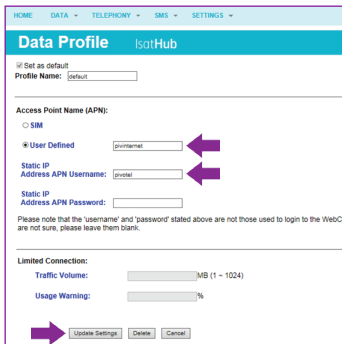 HOME DATA TELEPHONY SMS SETTINGS
Data Profile IsatHub
Set as default
Profile Name: default
Access Point Name (APN):
SIM
User Defined pivinternet
Static IP
Address APN Username: pivotel
Static IP
Address APN Password:
Please note that the 'username' and 'password' stated above are not those used to login to the WebC
are not sure, please leave them blank.
Limited Connection:
Traffic Volume: MB (1 ~ 1024)
Usage Warning: %
Update Settings Delete Cancel